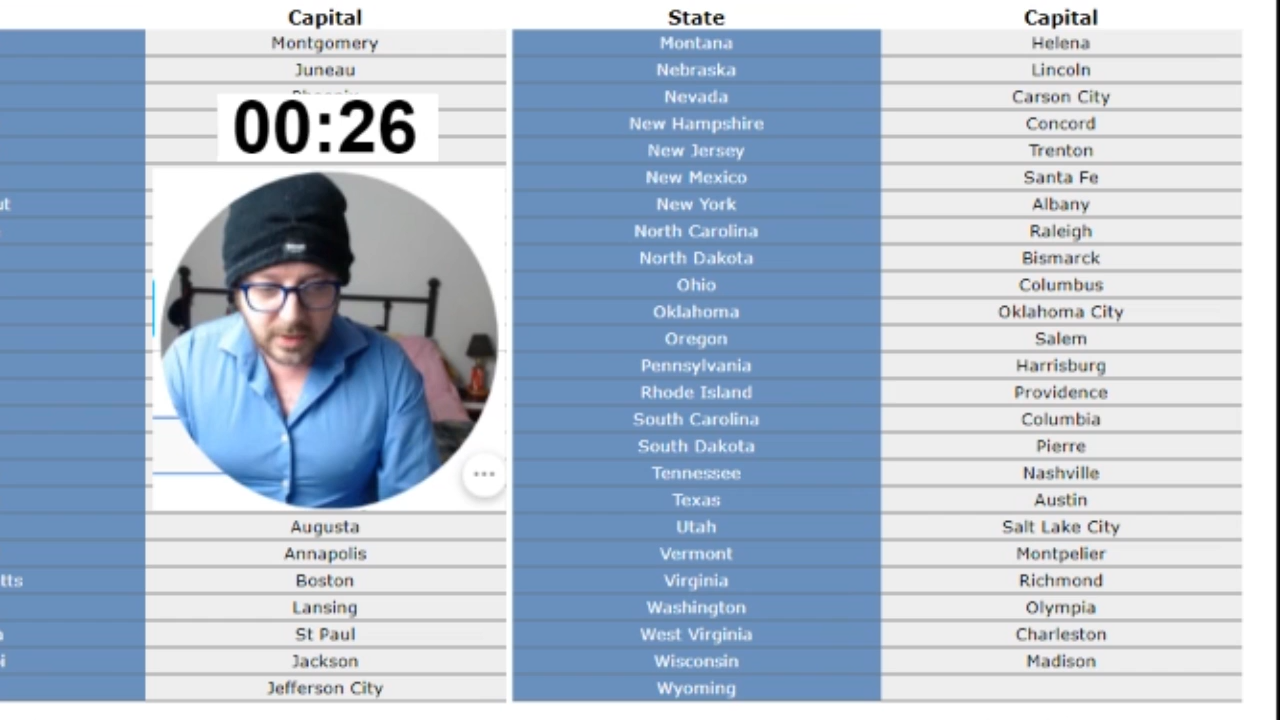 Capital State Capital
Montgomery Montana Helena
Juneau Nebraska Lincoln
Phoenix Nevada Carson City
00:26
New Hampshire Concord
New Jersey Trenton
New Mexico Santa Fe
ut New York Albany
North Carolina Raleigh
North Dakota Bismarck
Ohio Columbus
Oklahoma Oklahoma City
Oregon Salem
Pennsylvania Harrisburg
Rhode Island Providence
South Carolina Columbia
South Dakota Pierre
Tennessee Nashville
Texas Austin
Augusta Utah Salt Lake City
Annapolis Vermont Montpelier
tts Boston Virginia Richmond
Lansing Washington Olympia
St Paul West Virginia Charleston
i Jackson Wisconsin Madison
Jefferson City Wyoming